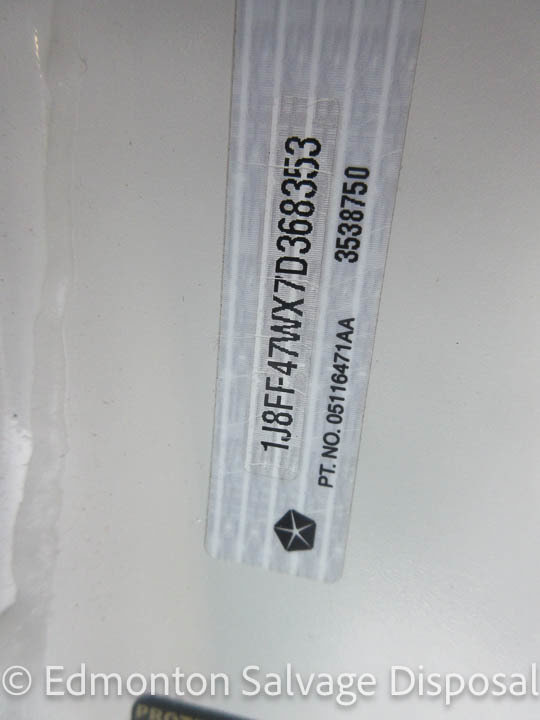 1J8FF47WX7D368353
PT. NO. 05116471AA 3538750
© Edmonton Salvage Disposal